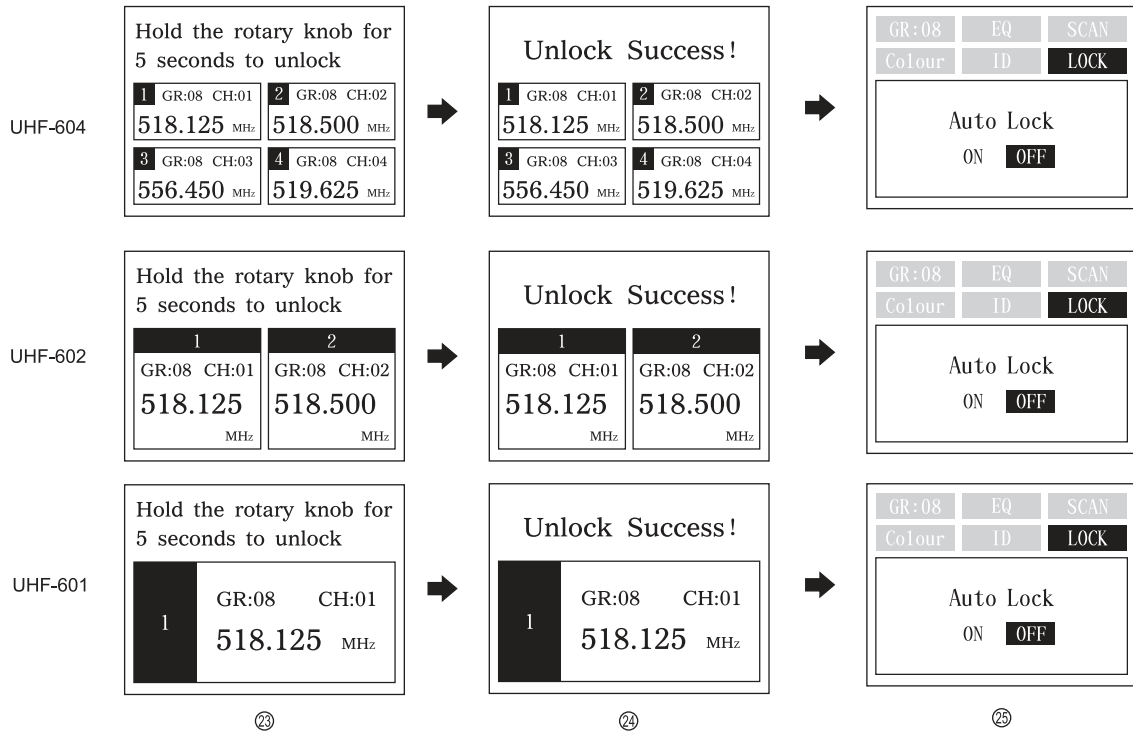 UHF-604
Hold the rotary knob for
5 seconds to unlock
1 GR:08 CH:01
518.125 MHz
2 GR:08 CH:02
518.500 MHz
3 GR:08 CH:03
556.450 MHz
4 GR:08 CH:04
519.625 MHz
Unlock Success!
1 GR:08 CH:01
518.125 MHz
2 GR:08 CH:02
518.500 MHz
3 GR:08 CH:03
556.450 MHz
4 GR:08 CH:04
519.625 MHz
GR:08 EQ SCAN
Colour ID LOCK
Auto Lock
ON OFF
UHF-602
Hold the rotary knob for
5 seconds to unlock
1
GR:08 CH:01
518.125
MHz
2
GR:08 CH:02
518.500
MHz
Unlock Success!
1
GR:08 CH:01
518.125
MHz
2
GR:08 CH:02
518.500
MHz
GR:08 EQ SCAN
Colour ID LOCK
Auto Lock
ON OFF
UHF-601
Hold the rotary knob for
5 seconds to unlock
1
GR:08 CH:01
518.125 MHz
Unlock Success!
1
GR:08 CH:01
518.125 MHz
GR:08 EQ SCAN
Colour ID LOCK
Auto Lock
ON OFF
㉓ ㉔ ㉕